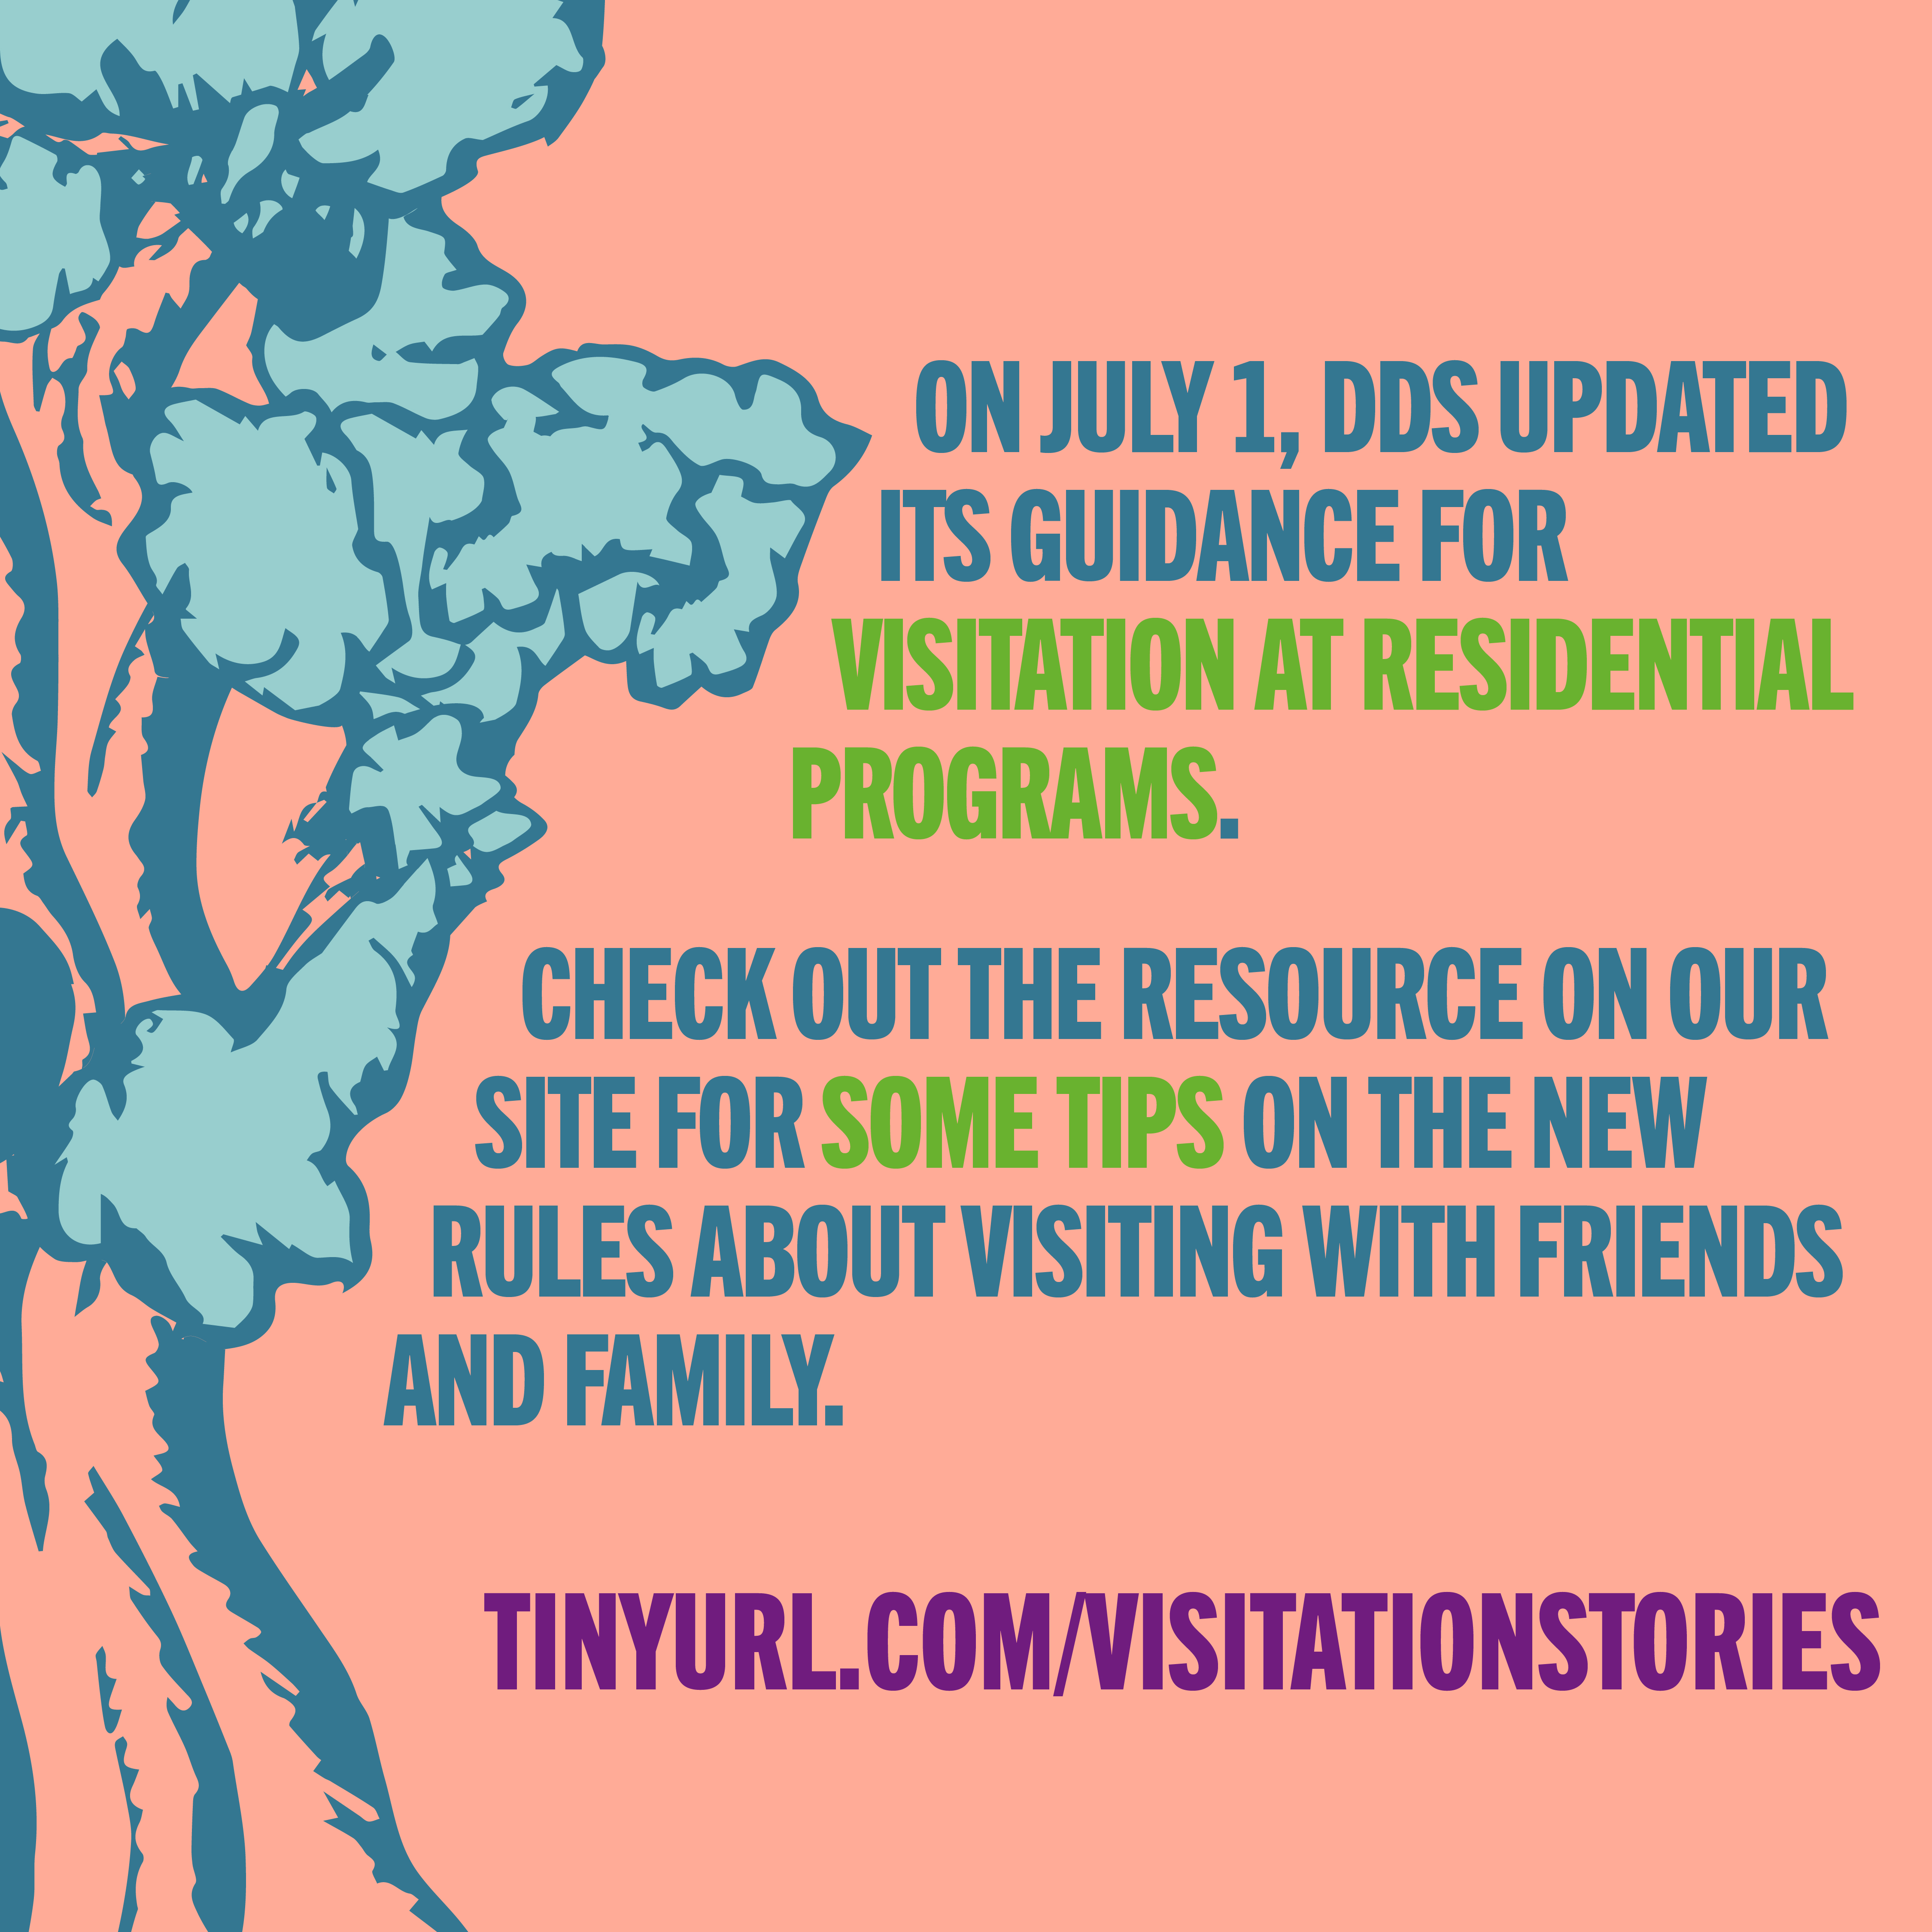 ON JULY 1, DDS UPDATED
ITS GUIDANCE FOR
VISITATION AT RESIDENTIAL
PROGRAMS.
CHECK OUT THE RESOURCE ON OUR
SITE FOR SOME TIPS ON THE NEW
RULES ABOUT VISITING WITH FRIENDS
AND FAMILY.
TINYURL.COM/VISITATIONSTORIES